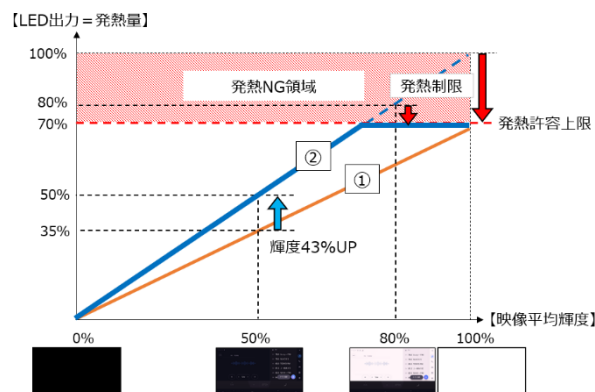 【LED出力＝発熱量】
100%
発熱NG領域
発熱制限
80%
70%
発熱許容上限
②
①
50%
35%
輝度43%UP
【映像平均輝度】
0%
50%
80%
100%